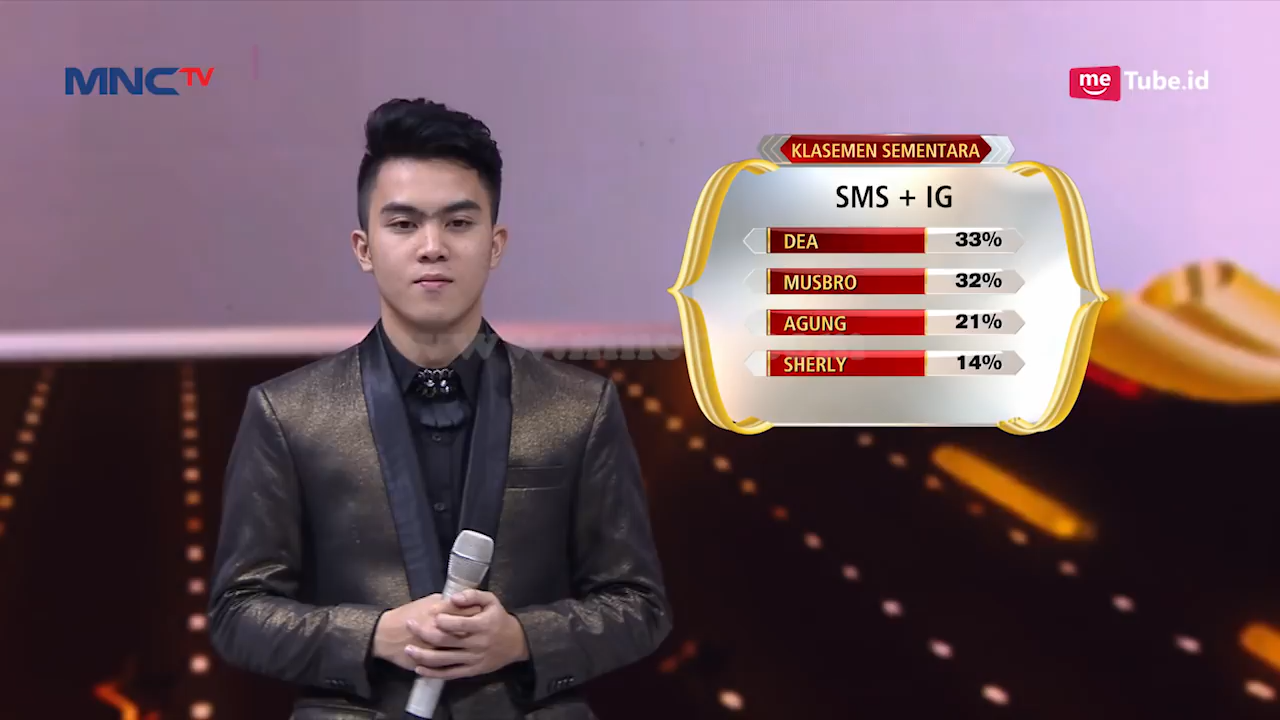 MNCTV
me Tube.id
KLASEMEN SEMENTARA
SMS + IG
DEA 33%
MUSBRO 32%
AGUNG 21%
SHERLY 14%